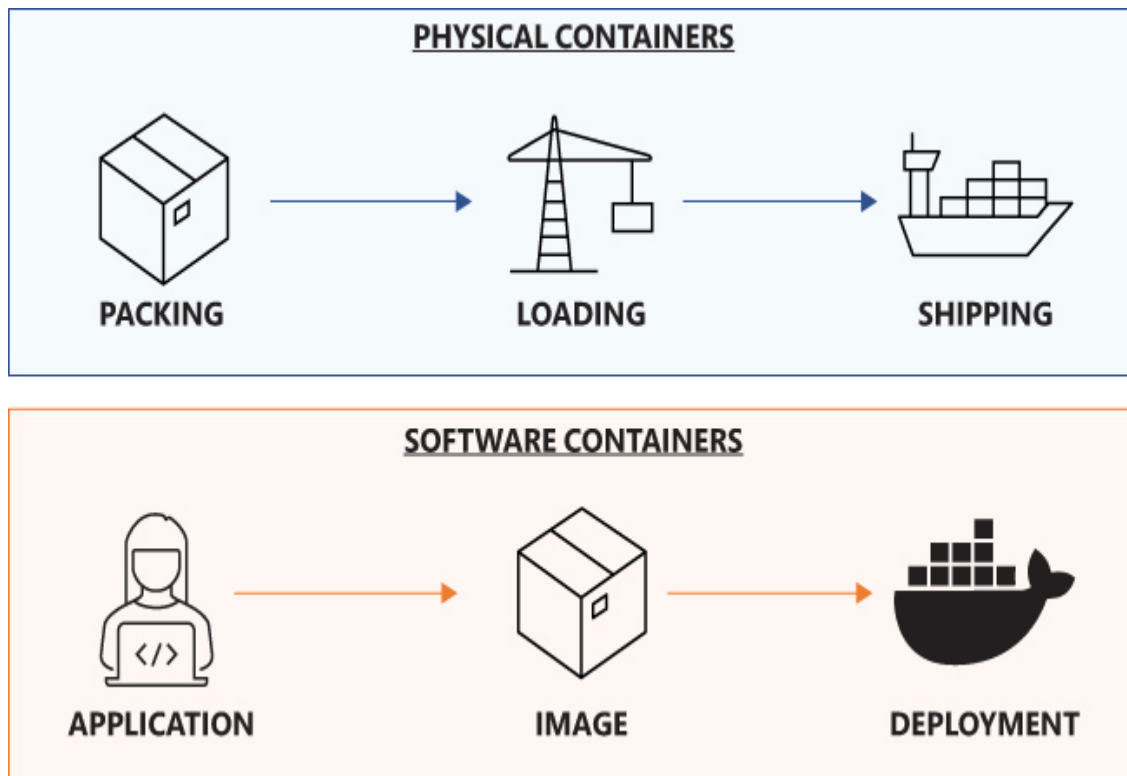 PHYSICAL CONTAINERS
PACKING
LOADING
SHIPPING
SOFTWARE CONTAINERS
</>
APPLICATION
IMAGE
DEPLOYMENT